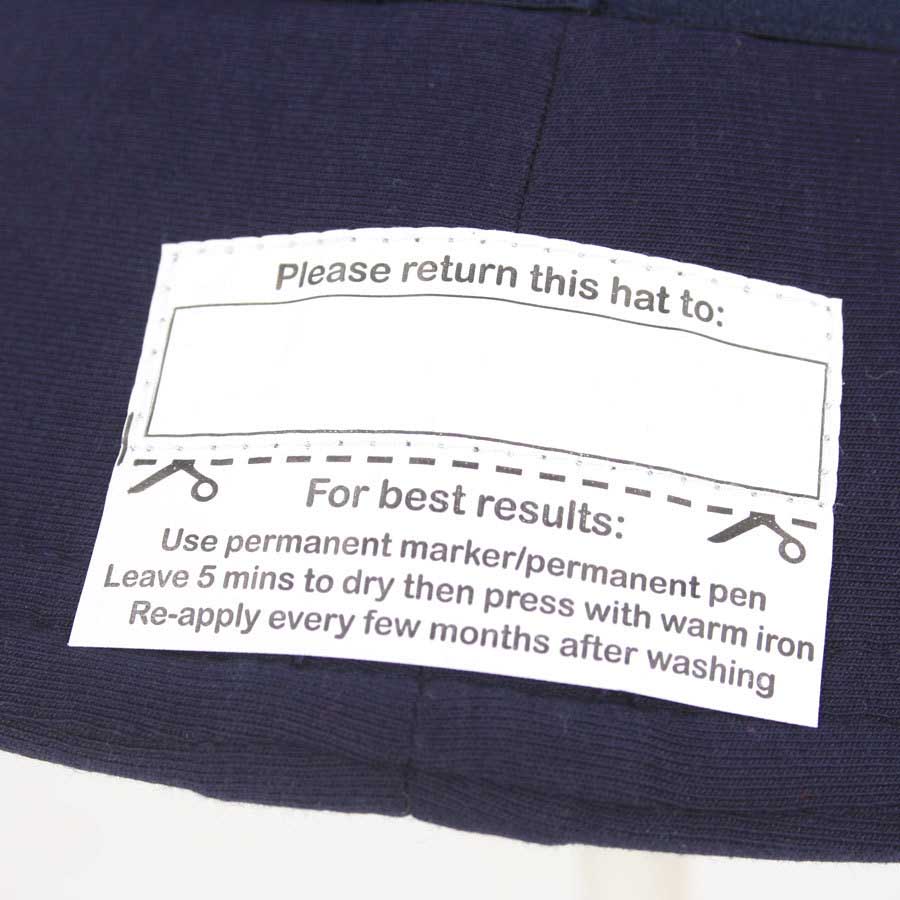 Please return this hat to:
For best results:
Use permanent marker/permanent pen
Leave 5 mins to dry then press with warm iron
Re-apply every few months after washing